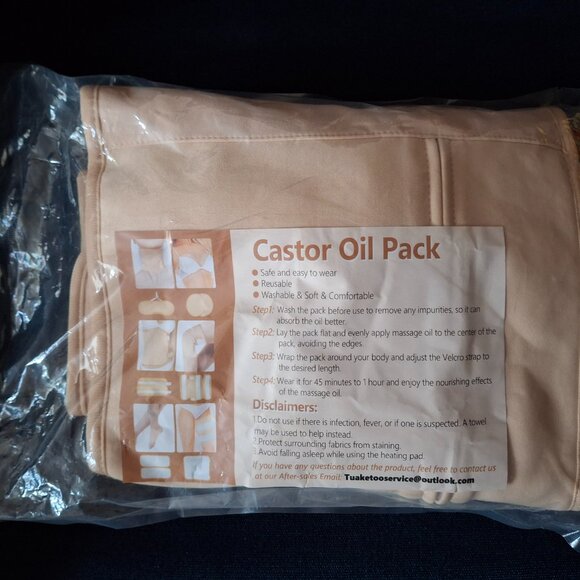 Castor Oil Pack
● Safe and easy to wear
● Reusable
● Washable & Soft & Comfortable
Step1: Wash the pack before use to remove any impurities, so it can
absorb the oil better.
Step2: Lay the pack flat and evenly apply massage oil to the center of the
pack, avoiding the edges.
Step3: Wrap the pack around your body and adjust the Velcro strap to
the desired length.
Step4: Wear it for 45 minutes to 1 hour and enjoy the nourishing effects
of the massage oil.
Disclaimers:
1.Do not use if there is infection, fever, or if one is suspected. A towel
may be used to help instead.
2.Protect surrounding fabrics from staining.
3.Avoid falling asleep while using the heating pad.
If you have any questions about the product, feel free to contact us
at our After-sales Email: Tuaketooservice@outlook.com